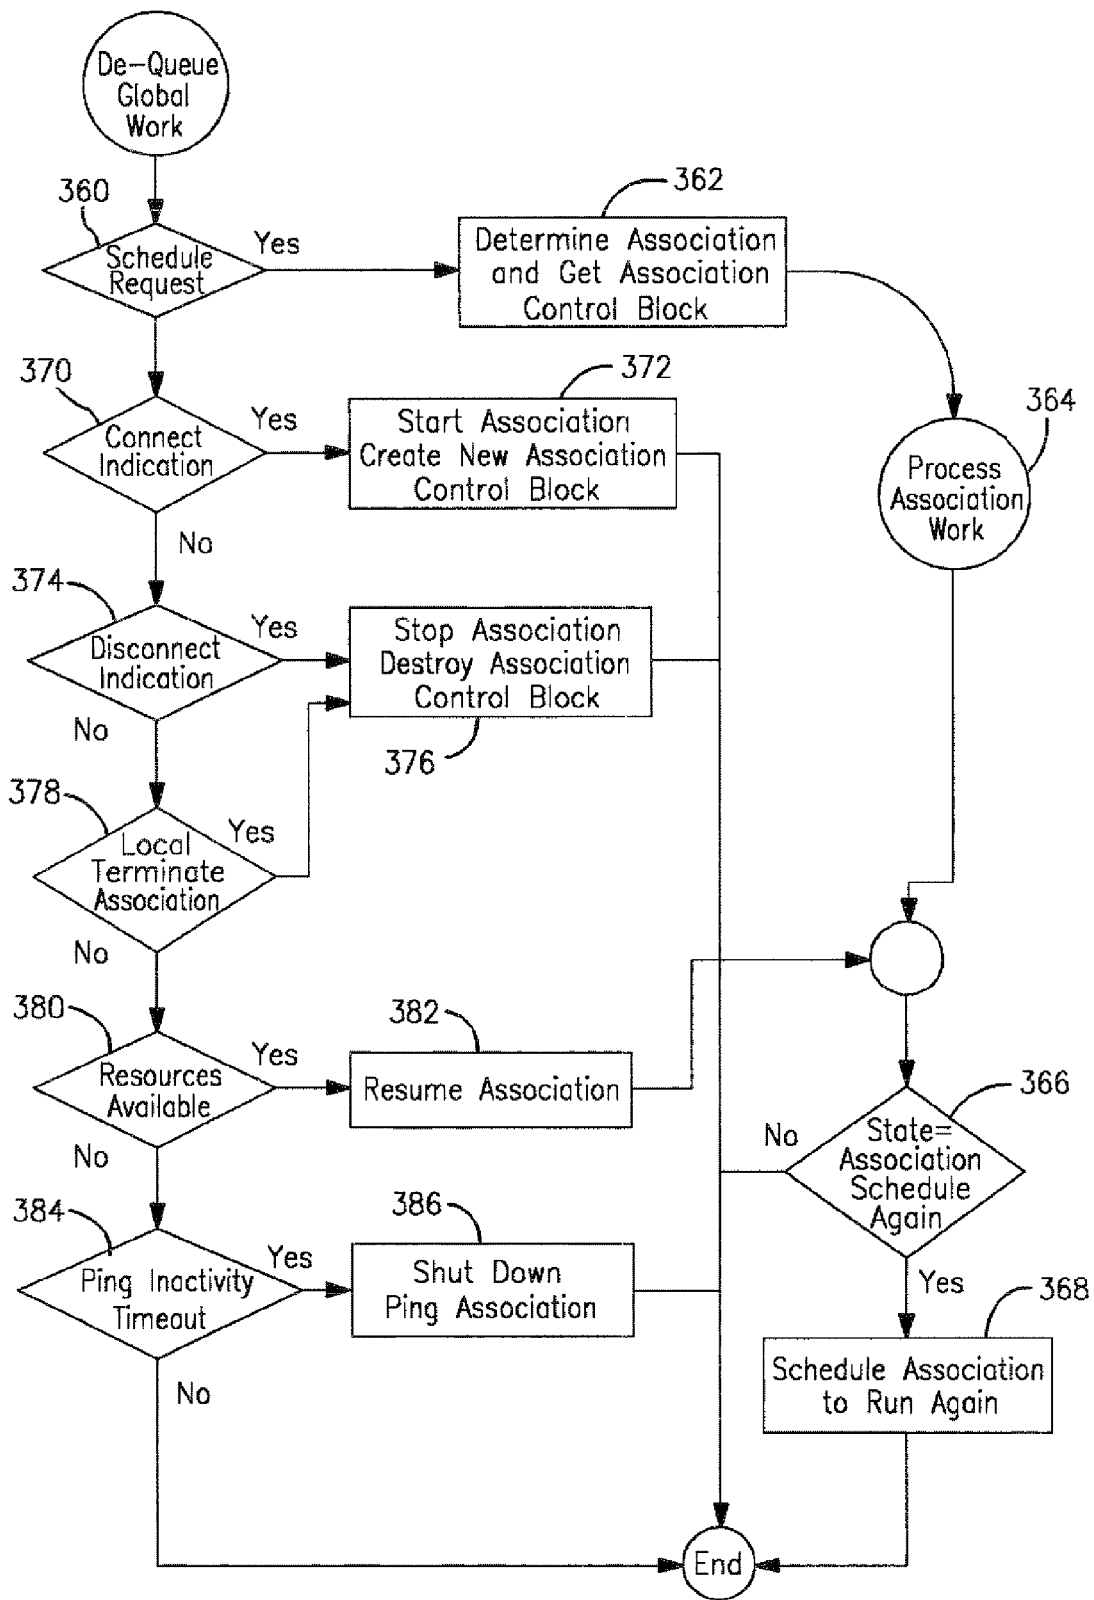 De-Queue
Global
Work
360
Schedule
Request
Yes
362
Determine Association
and Get Association
Control Block
370
Connect
Indication
Yes
372
Start Association
Create New Association
Control Block
364
Process
Association
Work
No
374
Disconnect
Indication
Yes
Stop Association
Destroy Association
Control Block
376
No
378
Local
Terminate
Association
Yes
No
380
Resources
Available
Yes
382
Resume Association
366
State=
Association
Schedule
Again
No
No
384
Ping Inactivity
Timeout
Yes
386
Shut Down
Ping Association
Yes
368
Schedule Association
to Run Again
No
End